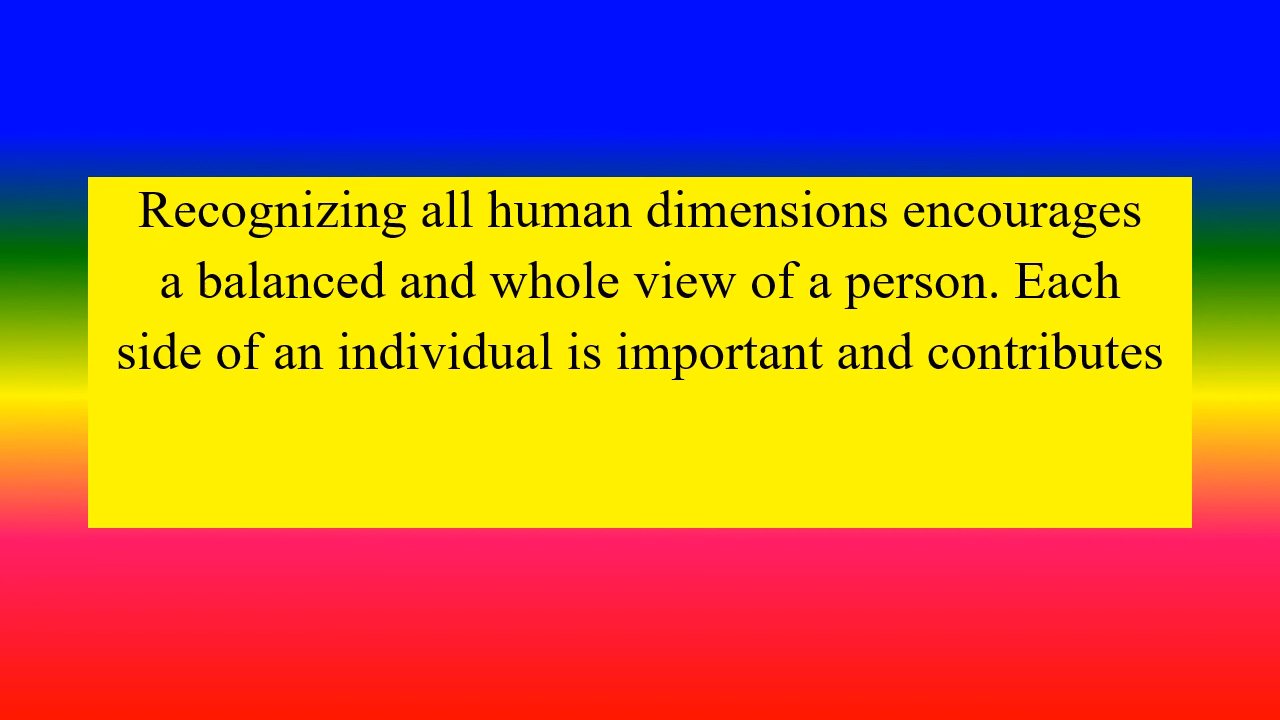 Recognizing all human dimensions encourages
a balanced and whole view of a person. Each
side of an individual is important and contributes